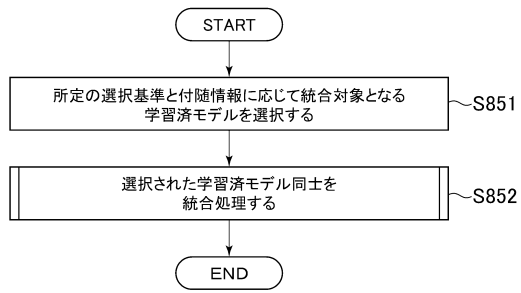 START
所定の選択基準と付随情報に応じて統合対象となる
学習済モデルを選択する
S851
選択された学習済モデル同士を
統合処理する
S852
END